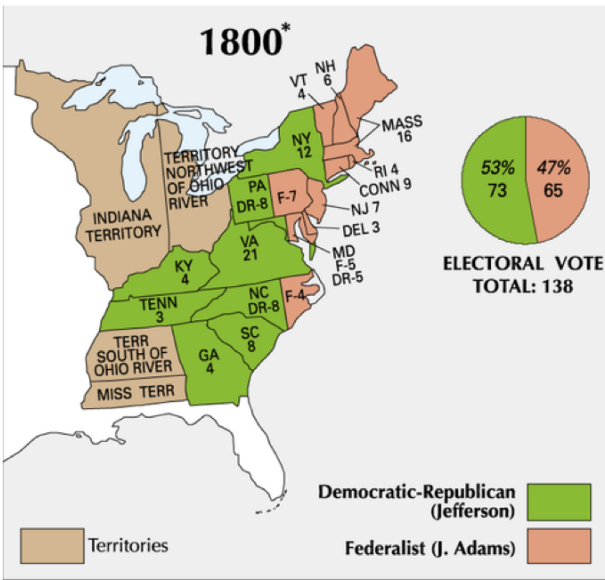 1800*
VT
4
NH
6
MASS
16
NY
12
RI 4
CONN 9
NJ 7
DEL 3
MD
F-5
DR-5
PA
DR-8
F-7
TERRITORY
NORTHWEST
OF OHIO
RIVER
INDIANA
TERRITORY
VA
21
KY
4
TENN
3
NC
DR-8
F-4
SC
8
GA
4
TERR
SOUTH OF
OHIO RIVER
MISS TERR
53%
73
47%
65
ELECTORAL VOTE
TOTAL: 138
Democratic-Republican
(Jefferson)
Federalist (J. Adams)
Territories